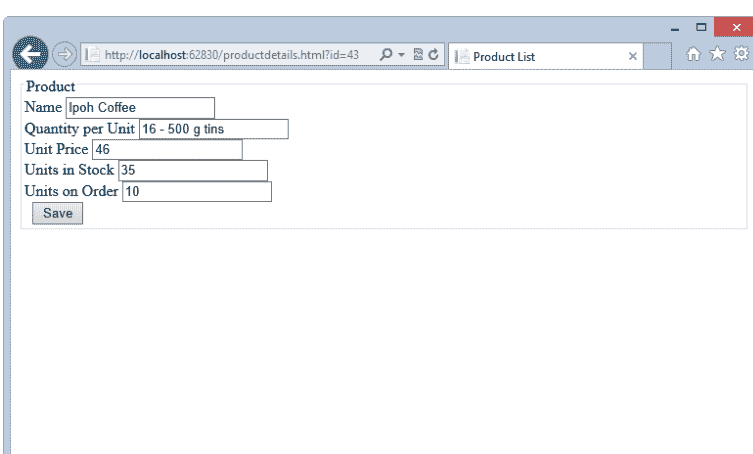 http://localhost:62830/productdetails.html?id=43 Product List
Product
Name Ipoh Coffee
Quantity per Unit 16 - 500 g tins
Unit Price 46
Units in Stock 35
Units on Order 10
Save